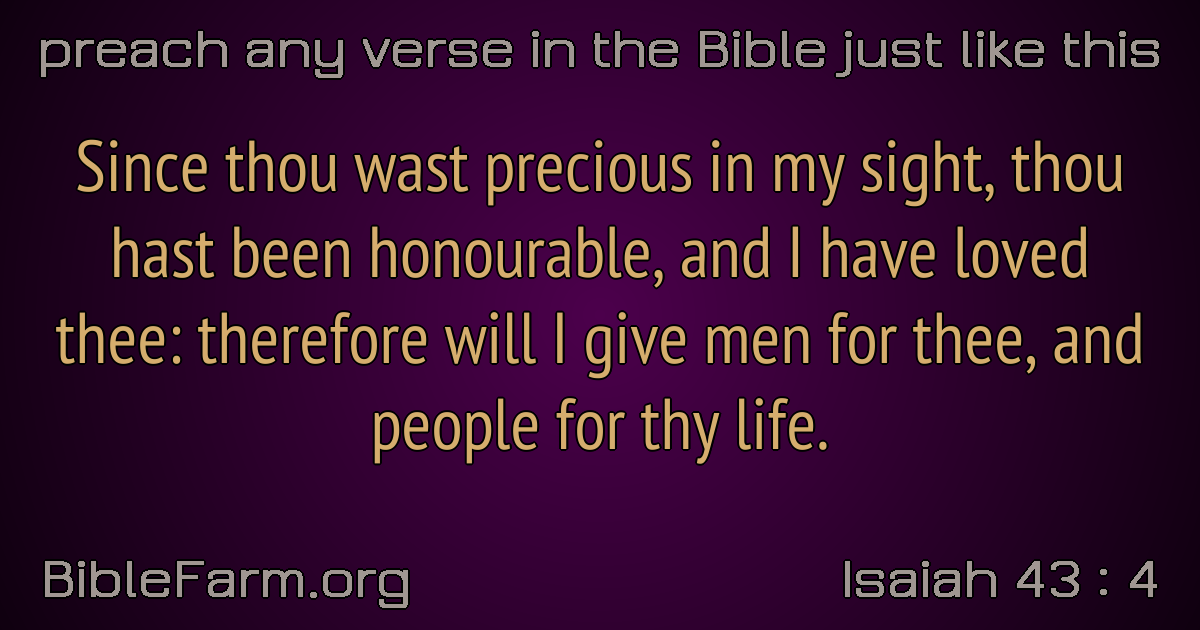 preach any verse in the Bible just like this
Since thou wast precious in my sight, thou
hast been honourable, and I have loved
thee: therefore will I give men for thee, and
people for thy life.
BibleFarm.org
Isaiah 43 : 4